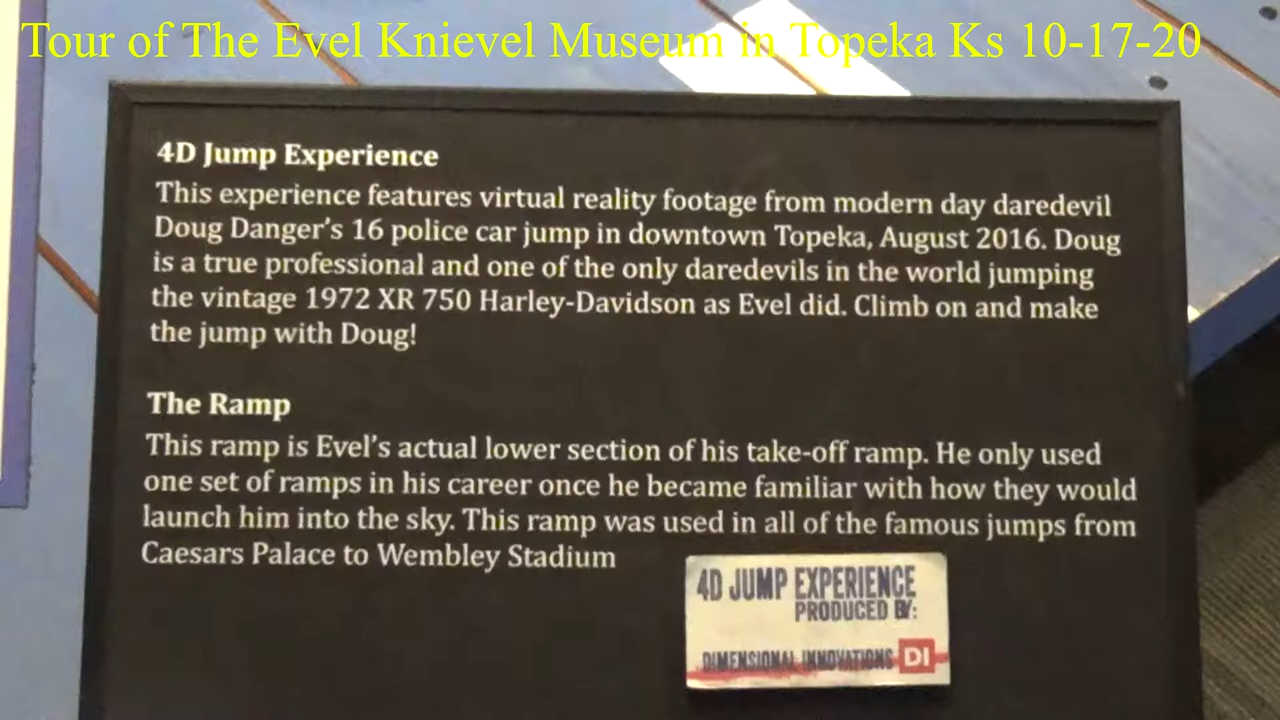 Tour of The Evel Knievel Museum in Topeka Ks 10-17-20
4D Jump Experience
This experience features virtual reality footage from modern day daredevil
Doug Danger's 16 police car jump in downtown Topeka, August 2016. Doug
is a true professional and one of the only daredevils in the world jumping
the vintage 1972 XR 750 Harley-Davidson as Evel did. Climb on and make
the jump with Doug!
The Ramp
This ramp is Evel's actual lower section of his take-off ramp. He only used
one set of ramps in his career once he became familiar with how they would
launch him into the sky. This ramp was used in all of the famous jumps from
Caesars Palace to Wembley Stadium
4D JUMP EXPERIENCE
PRODUCED BY:
DIMENSIONAL INNOVATIONS DI